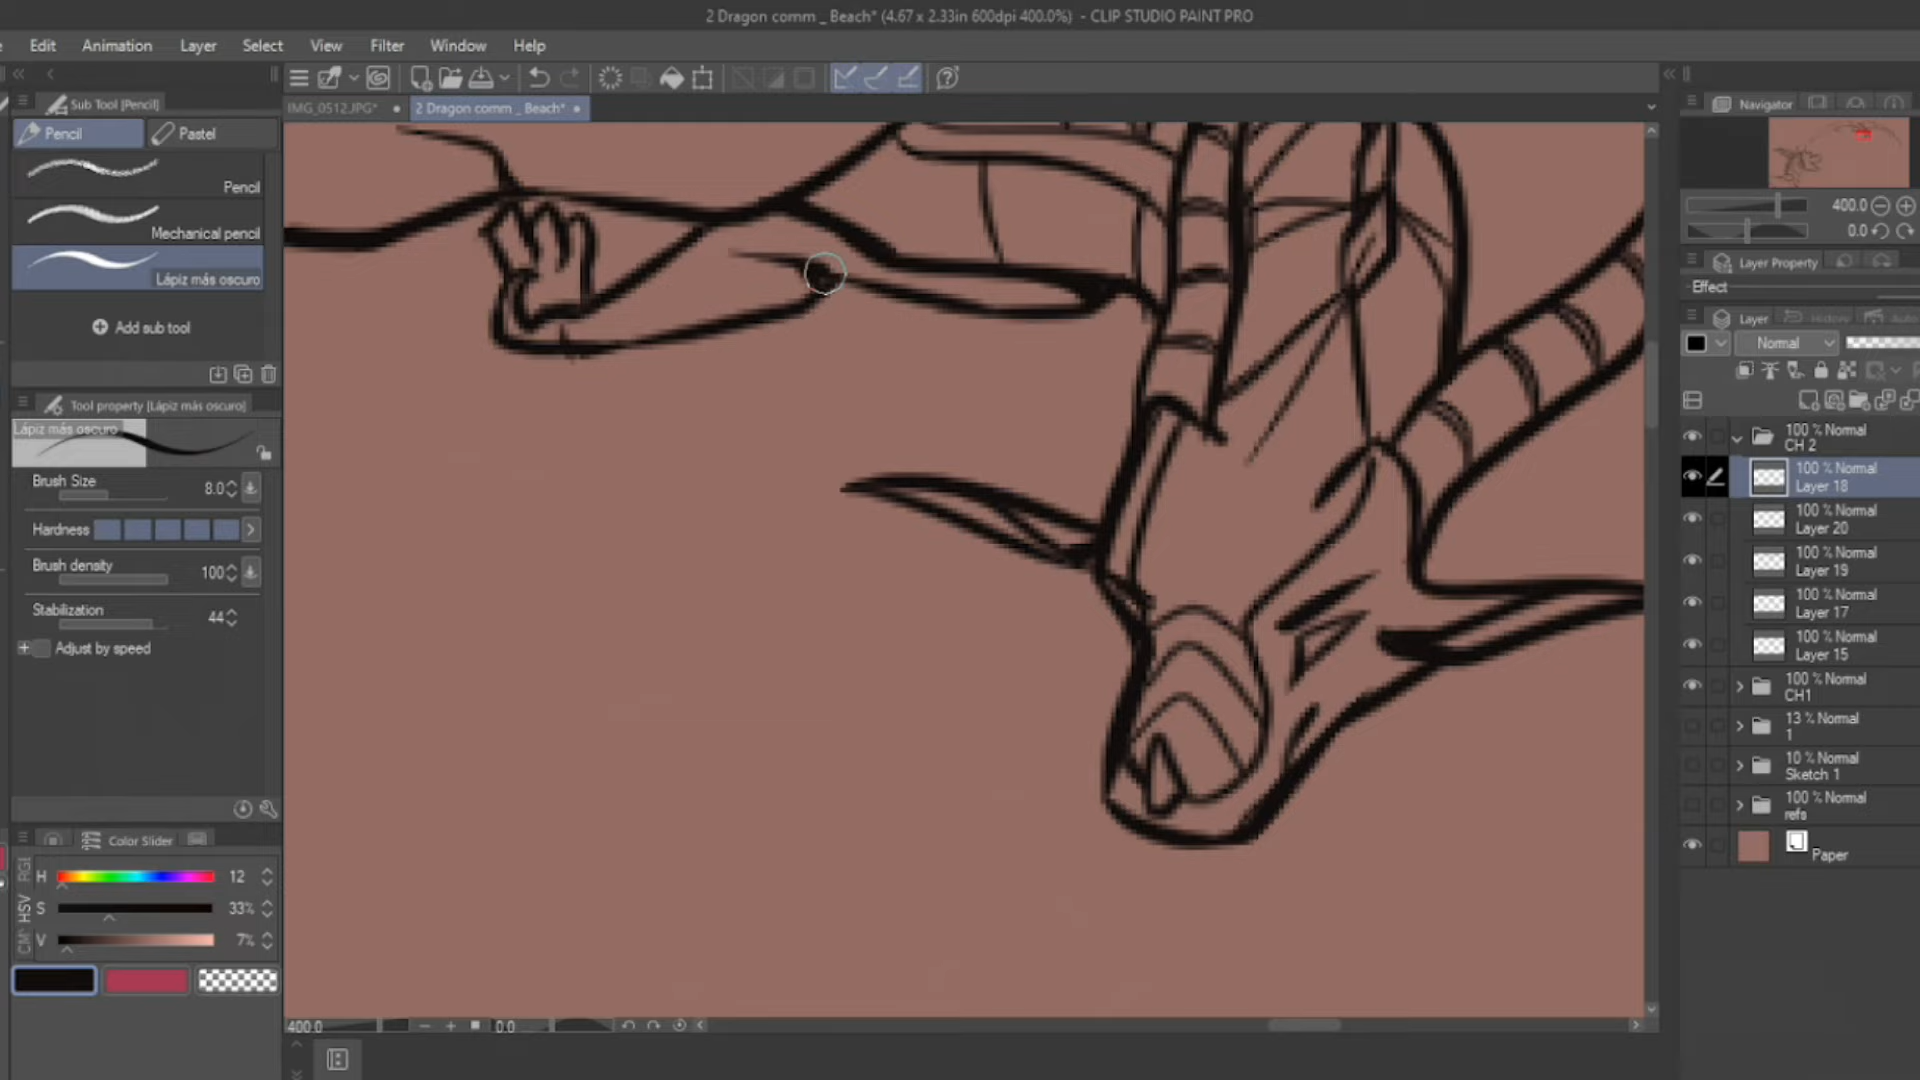 2 Dragon comm _ Beach* (4.67 x 2.33in 600dpi 400.0%) - CLIP STUDIO PAINT PRO
Edit Animation Layer Select View Filter Window Help
Sub Tool [Pencil]
IMG_0512.JPG* 2 Dragon comm _ Beach*
Navigator
Pencil Pastel
Pencil
Mechanical pencil
Lápiz más oscuro
Add sub tool
Tool property [Lápiz más oscuro]
Lápiz más oscuro
Brush Size 8.0
Hardness
Brush density 100
Stabilization 44
Adjust by speed
Color Slider
RGB
HSV
CM
H 12
S 33%
V 7%
400.0 0.0
400.0
0.0
Layer Property
Effect
Layer History Auto
Normal
100 % Normal
CH 2
100 % Normal
Layer 18
100 % Normal
Layer 20
100 % Normal
Layer 19
100 % Normal
Layer 17
100 % Normal
Layer 15
100 % Normal
CH1
13 % Normal
1
10 % Normal
Sketch 1
100 % Normal
refs
Paper